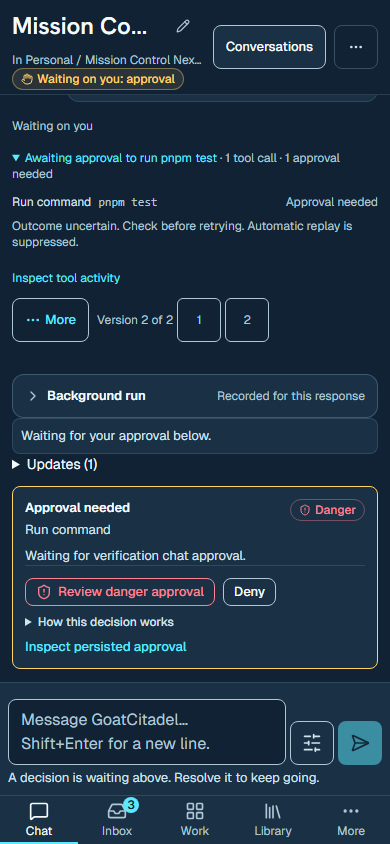 Mission Co...
Conversations
...
In Personal / Mission Control Nex...
Waiting on you: approval
Waiting on you
Awaiting approval to run pnpm test · 1 tool call · 1 approval
needed
Run command pnpm test Approval needed
Outcome uncertain. Check before retrying. Automatic replay is
suppressed.
Inspect tool activity
... More Version 2 of 2 1 2
Background run Recorded for this response
Waiting for your approval below.
Updates (1)
Approval needed Danger
Run command
Waiting for verification chat approval.
Review danger approval Deny
How this decision works
Inspect persisted approval
Message GoatCitadel...
Shift+Enter for a new line.
A decision is waiting above. Resolve it to keep going.
3
Chat Inbox Work Library More